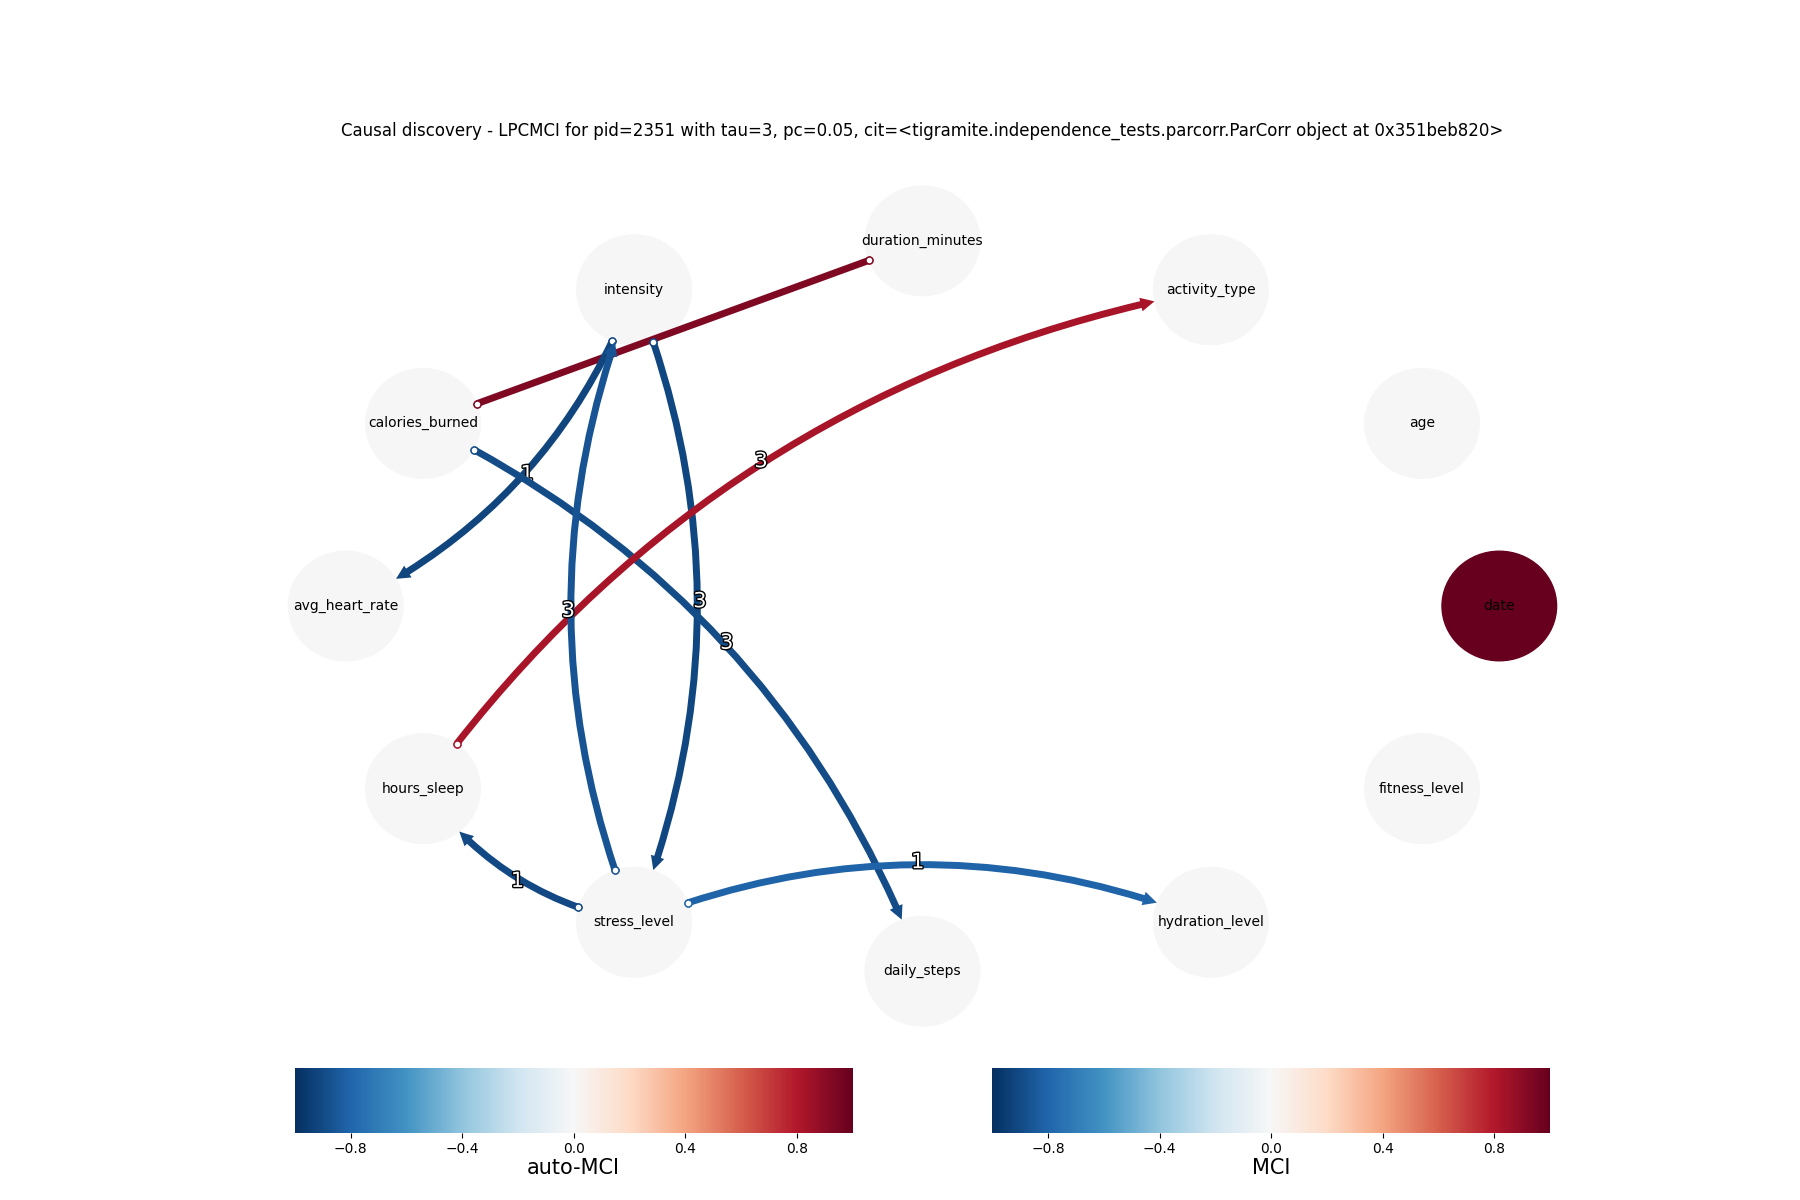 Causal discovery - LPCMCI for pid=2351 with tau=3, pc=0.05, cit=<tigramite.independence_tests.parcorr.ParCorr object at 0x351beb820>
duration_minutes
intensity
activity_type
calories_burned
age
3
1
avg_heart_rate
date
3
3
3
hours_sleep
fitness_level
1
1
stress_level
hydration_level
daily_steps
−0.8 −0.4 0.0 0.4 0.8
auto-MCI
−0.8 −0.4 0.0 0.4 0.8
MCI